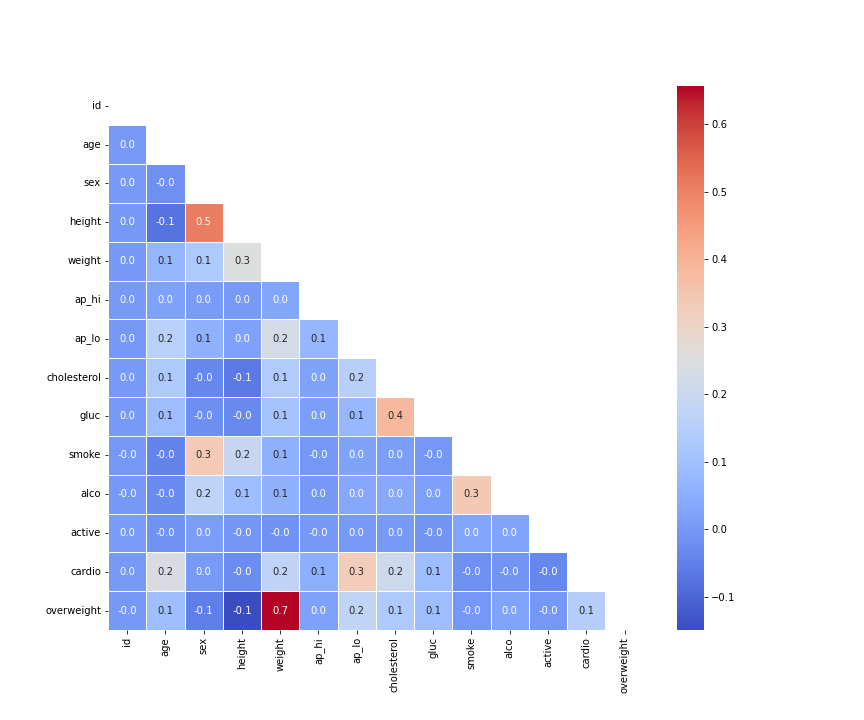 id
age 0.0
sex 0.0 -0.0
height 0.0 -0.1 0.5
weight 0.0 0.1 0.1 0.3
ap_hi 0.0 0.0 0.0 0.0 0.0
ap_lo 0.0 0.2 0.1 0.0 0.2 0.1
cholesterol 0.0 0.1 -0.0 -0.1 0.1 0.0 0.2
gluc 0.0 0.1 -0.0 -0.0 0.1 0.0 0.1 0.4
smoke -0.0 -0.0 0.3 0.2 0.1 -0.0 0.0 0.0 -0.0
alco -0.0 -0.0 0.2 0.1 0.1 0.0 0.0 0.0 0.0 0.3
active 0.0 -0.0 0.0 -0.0 -0.0 -0.0 0.0 0.0 -0.0 0.0 0.0
cardio 0.0 0.2 0.0 -0.0 0.2 0.1 0.3 0.2 0.1 -0.0 -0.0 -0.0
overweight -0.0 0.1 -0.1 -0.1 0.7 0.0 0.2 0.1 0.1 -0.0 0.0 -0.0 0.1
id age sex height weight ap_hi ap_lo cholesterol gluc smoke alco active cardio overweight
0.6
0.5
0.4
0.3
0.2
0.1
0.0
−0.1